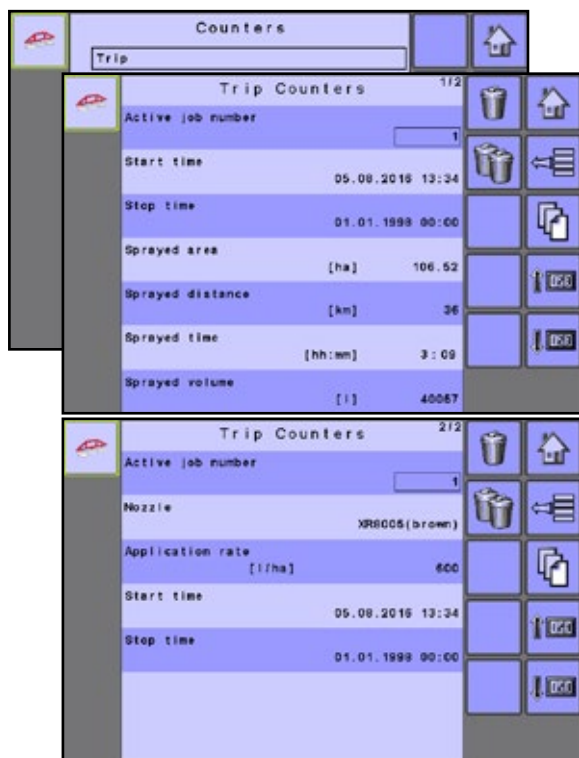 Counters
Trip
Trip Counters 1/2
Active job number
1
Start time
05.08.2016 13:34
Stop time
01.01.1998 00:00
Sprayed area
[ha] 106.52
Sprayed distance
[km] 36
Sprayed time
[hh:mm] 3:09
Sprayed volume
[l] 40067
Trip Counters 2/2
Active job number
1
Nozzle
XR8005(brown)
Application rate
[l/ha] 600
Start time
05.08.2016 13:34
Stop time
01.01.1998 00:00